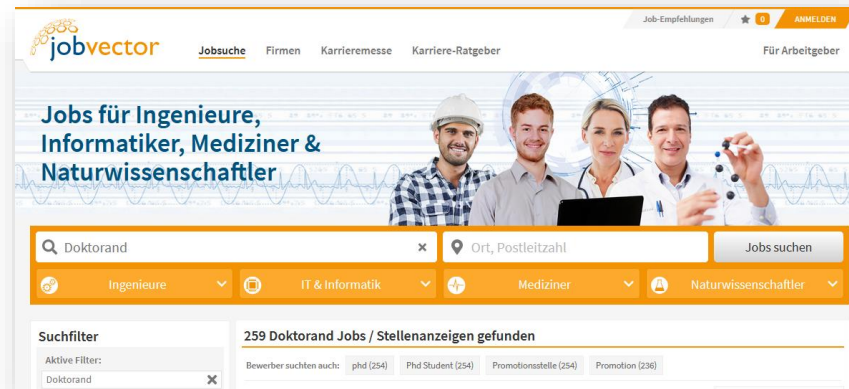 Job-Empfehlungen 0 ANMELDEN
jobvector Jobsuche Firmen Karrieremesse Karriere-Ratgeber Für Arbeitgeber
Jobs für Ingenieure,
Informatiker, Mediziner &
Naturwissenschaftler
Doktorand Ort, Postleitzahl Jobs suchen
Ingenieure IT & Informatik Mediziner Naturwissenschaftler
Suchfilter 259 Doktorand Jobs / Stellenanzeigen gefunden
Aktive Filter: Bewerber suchten auch: phd (254) Phd Student (254) Promotionsstelle (254) Promotion (236)
Doktorand